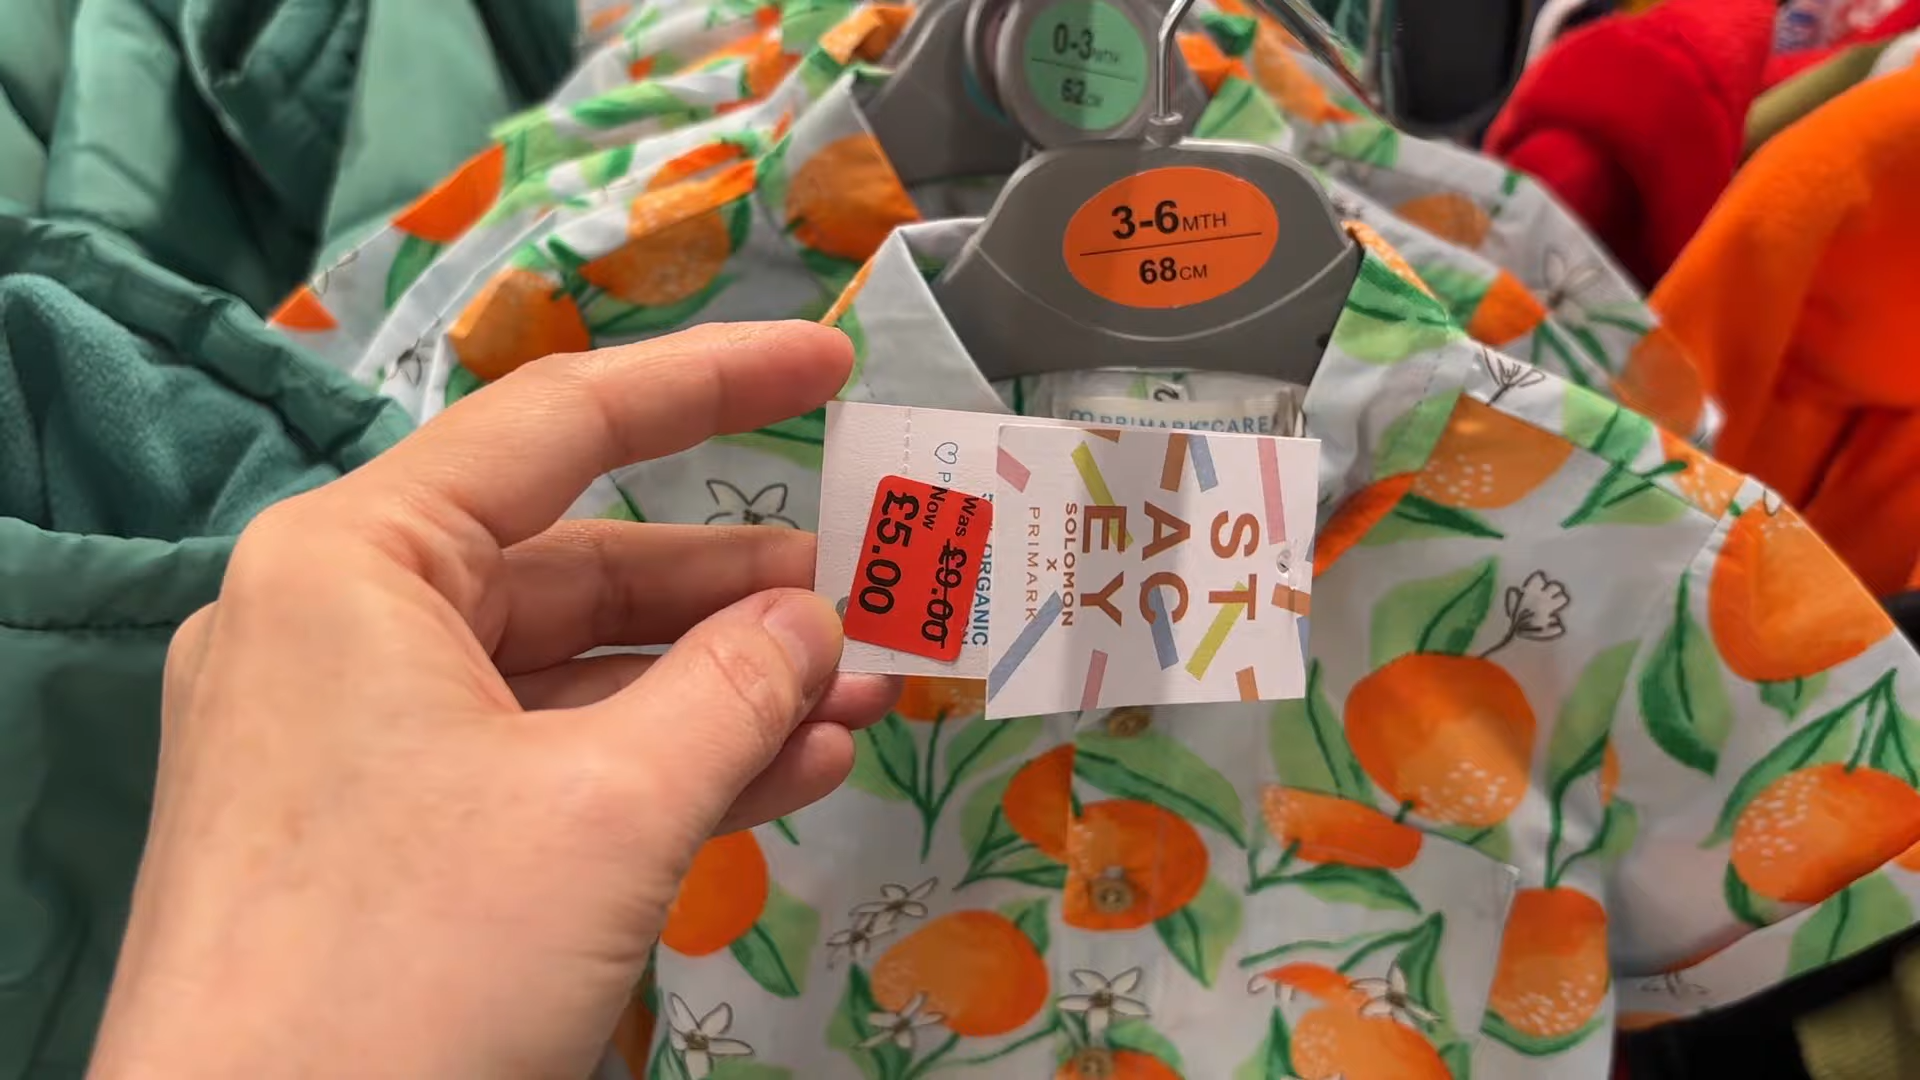 0-3MTH
62CM
3-6MTH
68CM
PRIMARK®CARE
ST
AC
EY
SOLOMON
X
PRIMARK
ORGANIC
Was £9.00
Now
£5.00